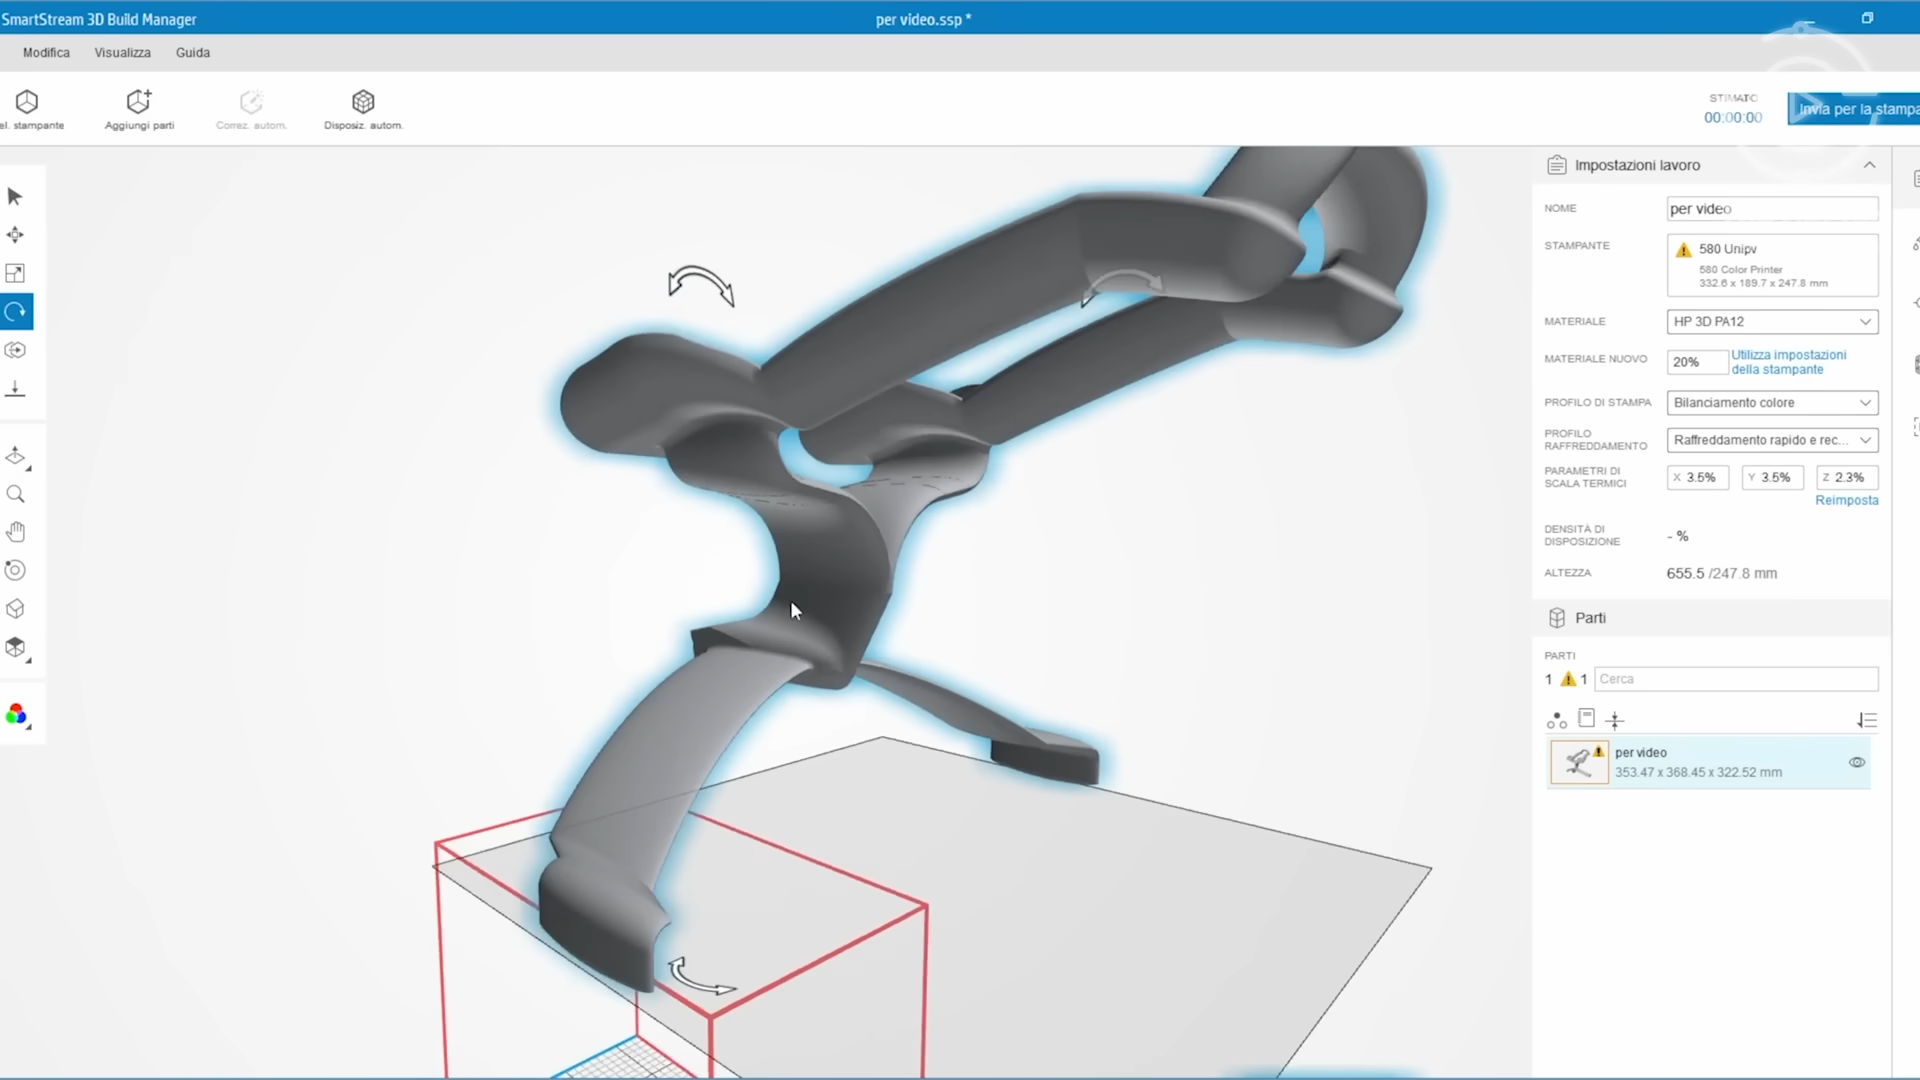 SmartStream 3D Build Manager
per video.ssp *
Modifica Visualizza Guida
el. stampante
Aggiungi parti
Correz. autom.
Disposiz. autom.
STIMATO
00:00:00
Invia per la stampa
Impostazioni lavoro
NOME
per video
STAMPANTE
580 Unipv
580 Color Printer
332.6 x 189.7 x 247.8 mm
MATERIALE
HP 3D PA12
MATERIALE NUOVO
20%
Utilizza impostazioni
della stampante
PROFILO DI STAMPA
Bilanciamento colore
PROFILO
RAFFREDDAMENTO
Raffreddamento rapido e rec...
PARAMETRI DI
SCALA TERMICI
X 3.5% Y 3.5% Z 2.3%
Reimposta
DENSITÀ DI
DISPOSIZIONE
- %
ALTEZZA
655.5 /247.8 mm
Parti
PARTI
1 1 Cerca
per video
353.47 x 368.45 x 322.52 mm